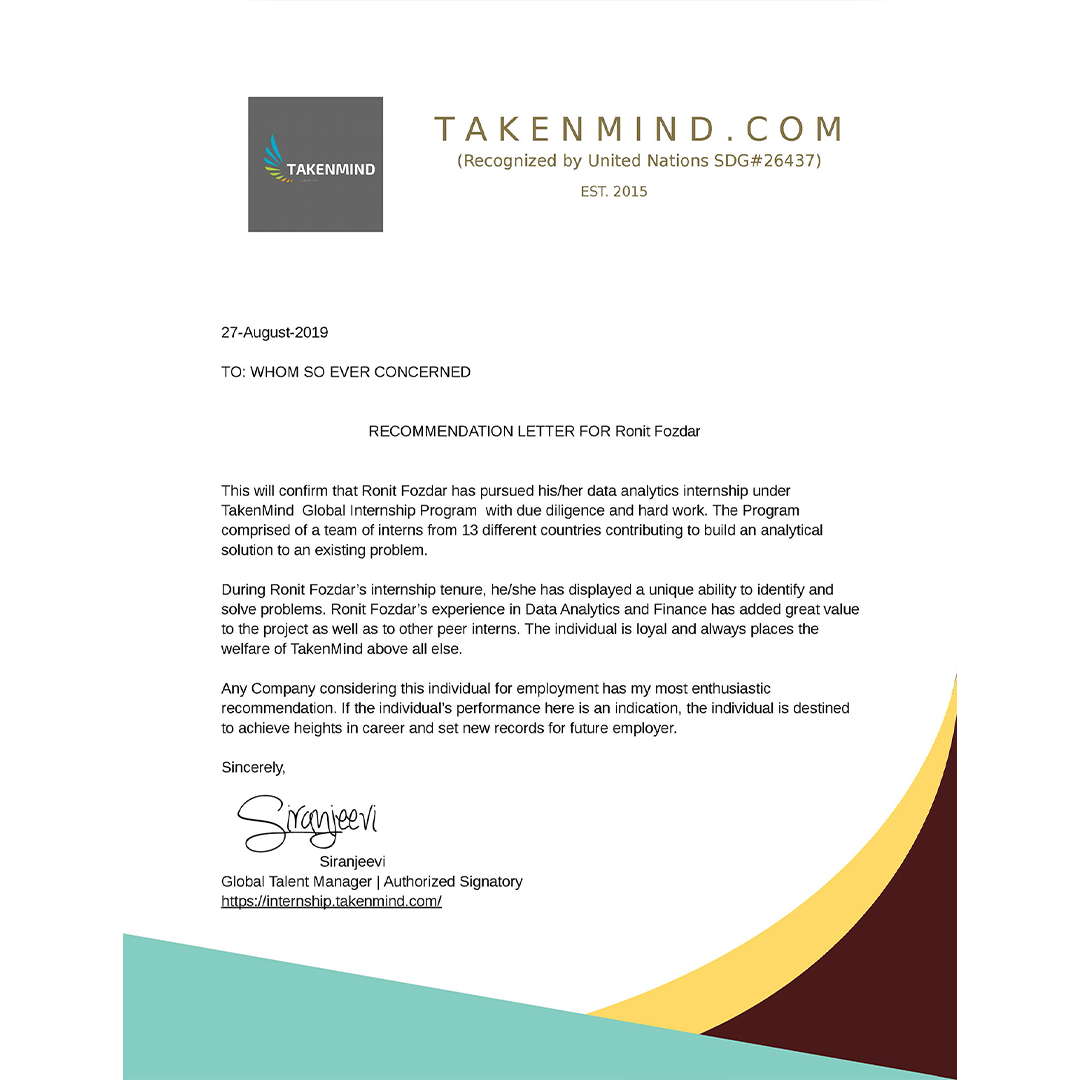 TAKENMIND
TAKENMIND.COM
(Recognized by United Nations SDG#26437)
EST. 2015
27-August-2019
TO: WHOM SO EVER CONCERNED
RECOMMENDATION LETTER FOR Ronit Fozdar
This will confirm that Ronit Fozdar has pursued his/her data analytics internship under
TakenMind  Global Internship Program  with due diligence and hard work. The Program
comprised of a team of interns from 13 different countries contributing to build an analytical
solution to an existing problem.
During Ronit Fozdar’s internship tenure, he/she has displayed a unique ability to identify and
solve problems. Ronit Fozdar’s experience in Data Analytics and Finance has added great value
to the project as well as to other peer interns. The individual is loyal and always places the
welfare of TakenMind above all else.
Any Company considering this individual for employment has my most enthusiastic
recommendation. If the individual’s performance here is an indication, the individual is destined
to achieve heights in career and set new records for future employer.
Sincerely,
Siranjeevi
Siranjeevi
Global Talent Manager | Authorized Signatory
https://internship.takenmind.com/